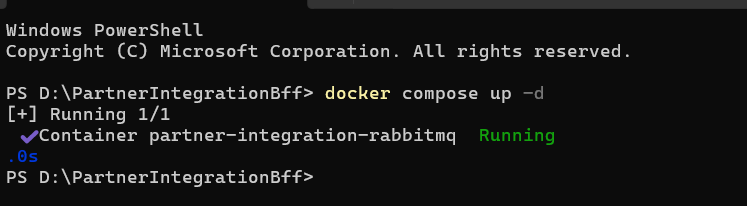 Windows PowerShell
Copyright (C) Microsoft Corporation. All rights reserved.
PS D:\PartnerIntegrationBff> docker compose up -d
[+] Running 1/1
✔Container partner-integration-rabbitmq  Running
.0s
PS D:\PartnerIntegrationBff>